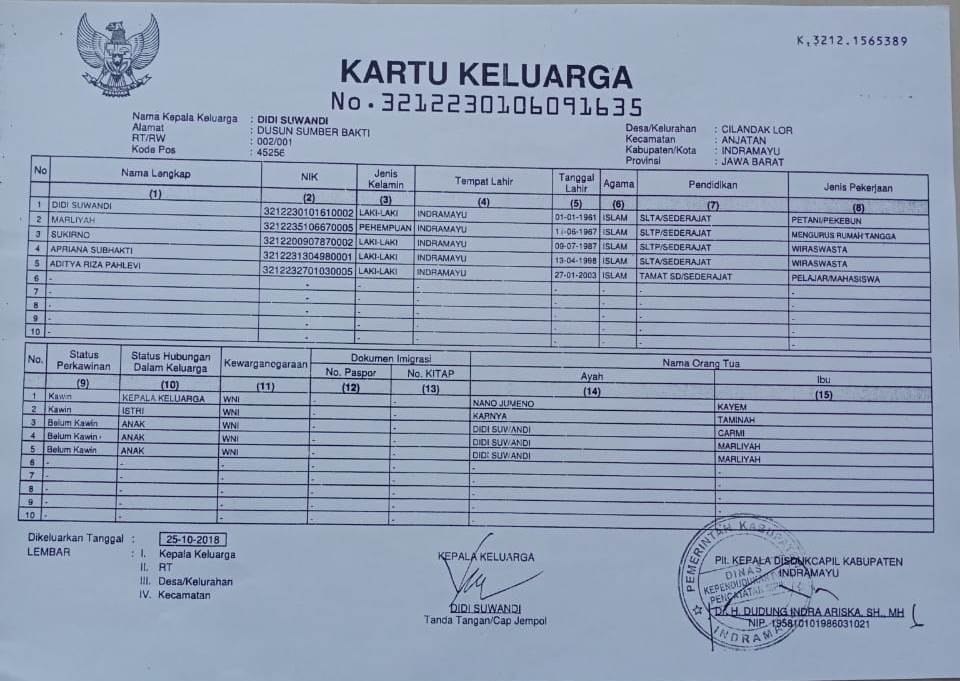 K.3212.1565389
KARTU KELUARGA
No.3212230106091635
Nama Kepala Keluarga : DIDI SUWANDI
Alamat : DUSUN SUMBER BAKTI
RT/RW : 002/001
Kode Pos : 45256
Desa/Kelurahan : CILANDAK LOR
Kecamatan : ANJATAN
Kabupaten/Kota : INDRAMAYU
Provinsi : JAWA BARAT
No Nama Lengkap NIK Jenis Kelamin Tempat Lahir Tanggal Lahir Agama Pendidikan Jenis Pekerjaan
(1) (2) (3) (4) (5) (6) (7) (8)
1 DIDI SUWANDI 3212230101610002 LAKI-LAKI INDRAMAYU 01-01-1961 ISLAM SLTA/SEDERAJAT PETANI/PEKEBUN
2 MARLIYAH 3212235106670005 PEREMPUAN INDRAMAYU 11-06-1967 ISLAM SLTP/SEDERAJAT MENGURUS RUMAH TANGGA
3 SUKIRNO 3212200907870002 LAKI-LAKI INDRAMAYU 09-07-1987 ISLAM SLTP/SEDERAJAT WIRASWASTA
4 APRIANA SUBHAKTI 3212231304980001 LAKI-LAKI INDRAMAYU 13-04-1998 ISLAM SLTA/SEDERAJAT WIRASWASTA
5 ADITYA RIZA PAHLEVI 3212232701030005 LAKI-LAKI INDRAMAYU 27-01-2003 ISLAM TAMAT SD/SEDERAJAT PELAJAR/MAHASISWA
6 -
7 -
8 -
9 -
10 -
No. Status Perkawinan Status Hubungan Dalam Keluarga Kewarganegaraan Dokumen Imigrasi Nama Orang Tua
No. Paspor No. KITAP Ayah Ibu
(9) (10) (11) (12) (13) (14) (15)
1 Kawin KEPALA KELUARGA WNI - - NANO JUMENO KAYEM
2 Kawin ISTRI WNI - - KARNYA TAMINAH
3 Belum Kawin ANAK WNI - - DIDI SUWANDI CARMI
4 Belum Kawin ANAK WNI - - DIDI SUWANDI MARLIYAH
5 Belum Kawin ANAK WNI - - DIDI SUWANDI MARLIYAH
6 -
7 -
8 -
9 -
10 -
Dikeluarkan Tanggal : 25-10-2018
LEMBAR : I. Kepala Keluarga
II. RT
III. Desa/Kelurahan
IV. Kecamatan
KEPALA KELUARGA
DIDI SUWANDI
Tanda Tangan/Cap Jempol
Plt. KEPALA DISDUKCAPIL KABUPATEN
INDRAMAYU
Dr. H. DUDUNG INDRA ARISKA, SH., MH
NIP. 195810101986031021
PEMERINTAH KABUPATEN
DINAS
KEPENDUDUKAN
PENCATATAN SIPIL
INDRAMAYU